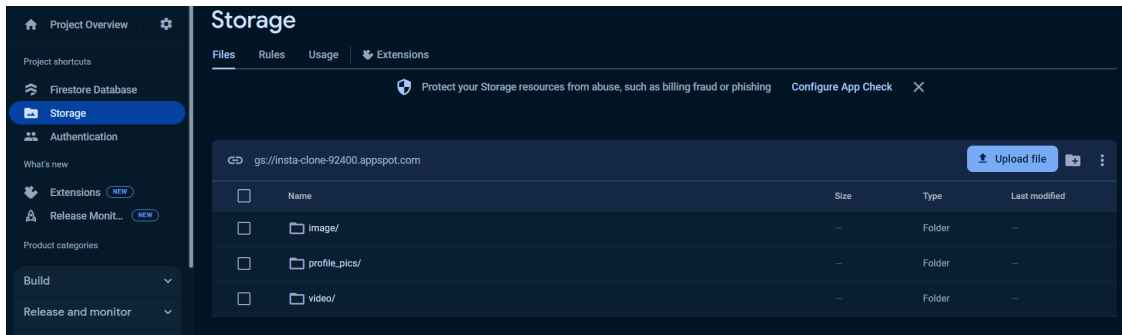 Project Overview
Project shortcuts
Firestore Database
Storage
Authentication
What's new
Extensions NEW
Release Monit... NEW
Product categories
Build
Release and monitor
Storage
Files Rules Usage Extensions
Protect your Storage resources from abuse, such as billing fraud or phishing Configure App Check
gs://insta-clone-92400.appspot.com Upload file
Name Size Type Last modified
image/ — Folder —
profile_pics/ — Folder —
video/ — Folder —